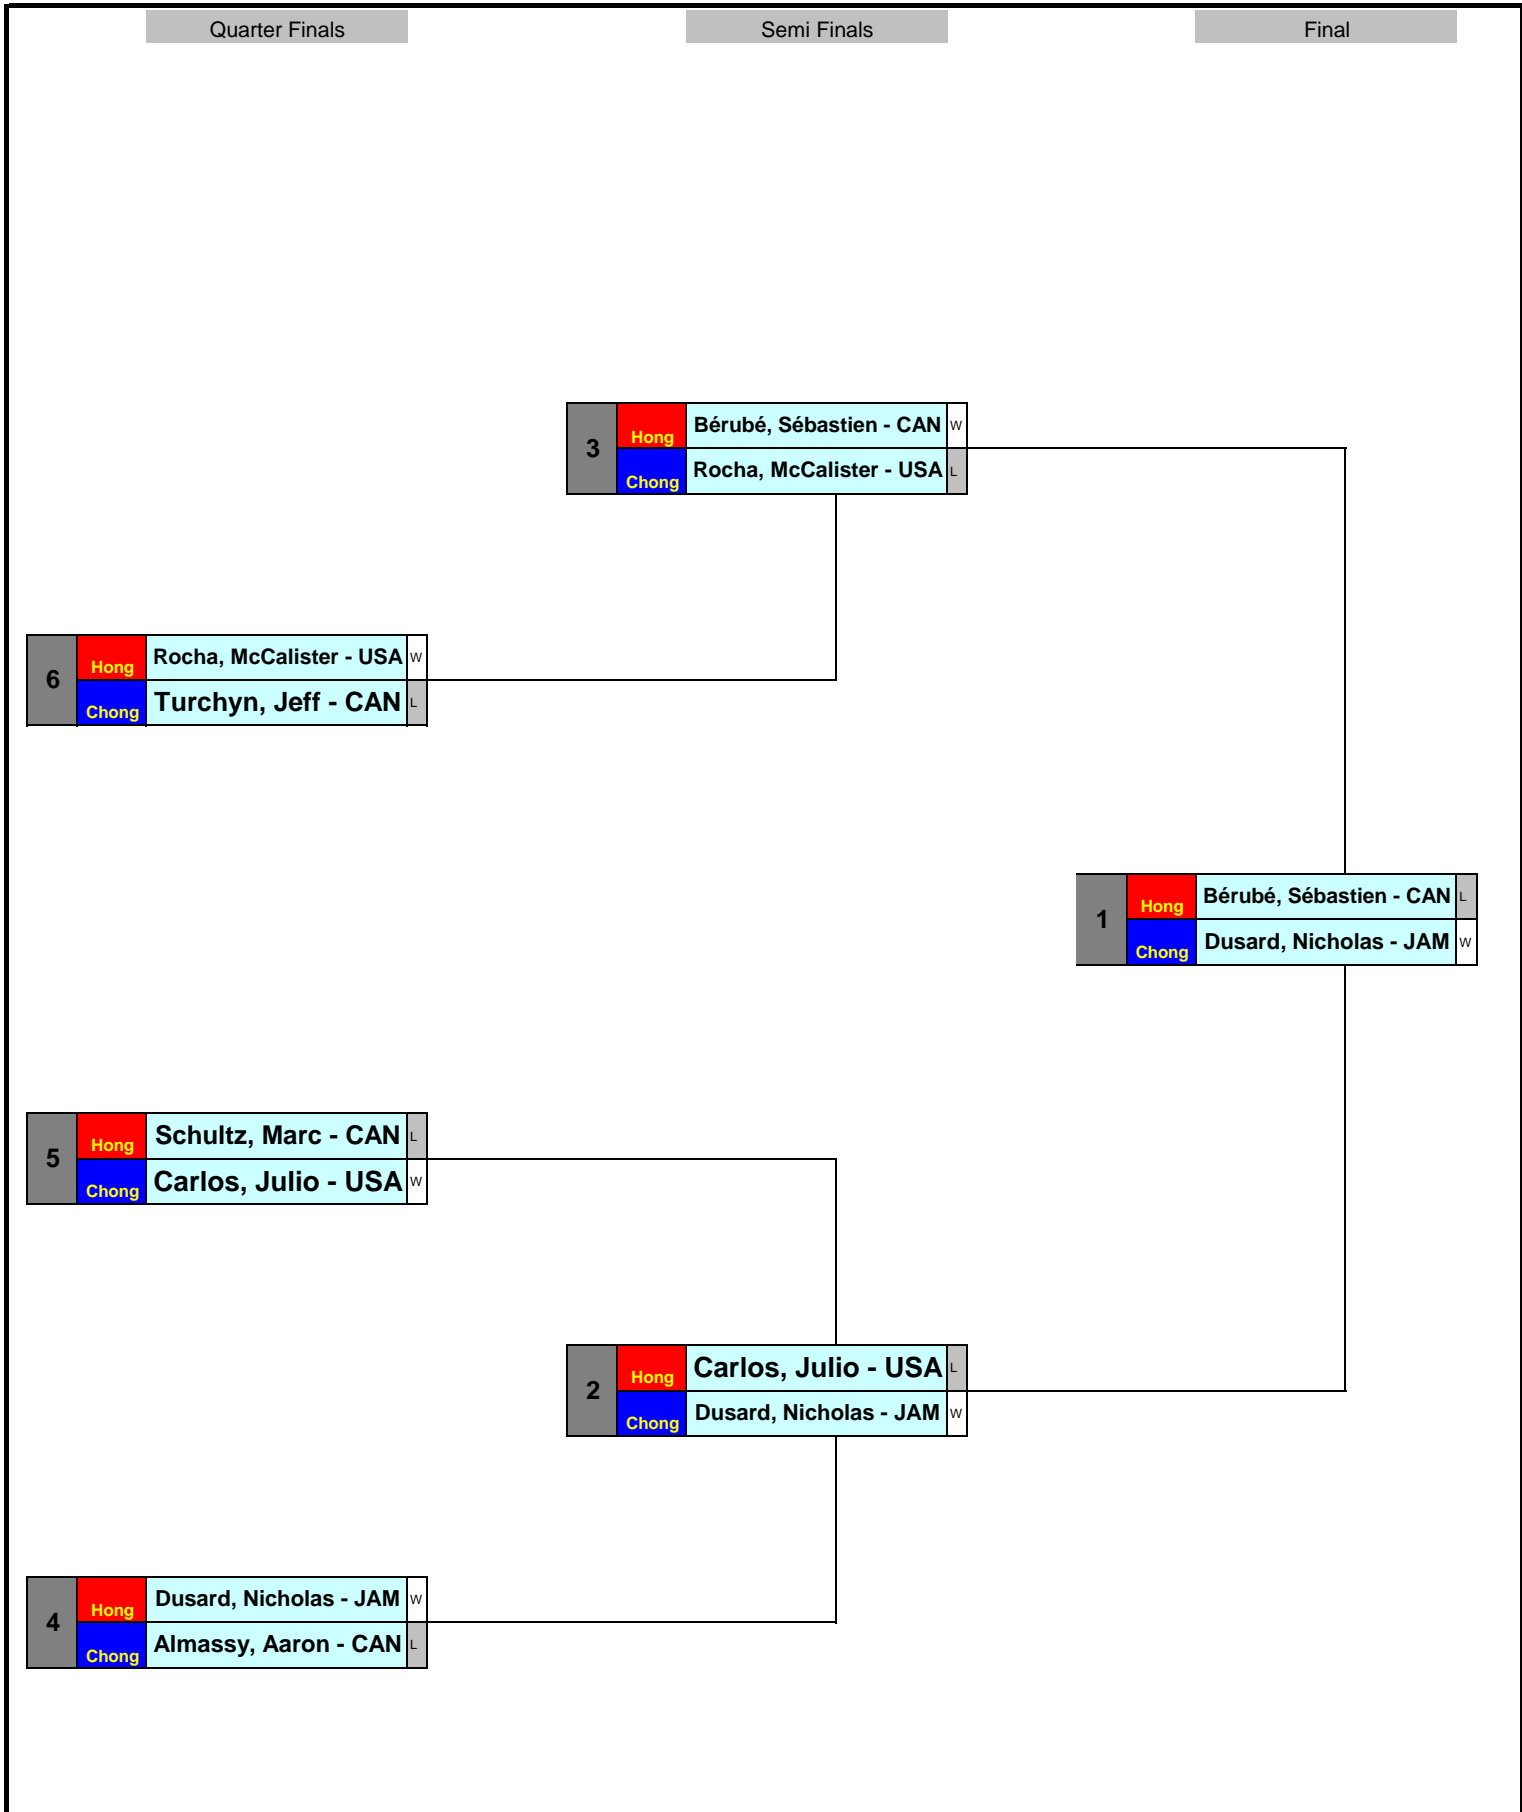 Quarter Finals
Semi Finals
Final
3
Hong
Bérubé, Sébastien - CAN
W
Chong
Rocha, McCalister - USA
L
6
Hong
Rocha, McCalister - USA
W
Chong
Turchyn, Jeff - CAN
L
1
Hong
Bérubé, Sébastien - CAN
L
Chong
Dusard, Nicholas - JAM
W
5
Hong
Schultz, Marc - CAN
L
Chong
Carlos, Julio - USA
W
2
Hong
Carlos, Julio - USA
L
Chong
Dusard, Nicholas - JAM
W
4
Hong
Dusard, Nicholas - JAM
W
Chong
Almassy, Aaron - CAN
L